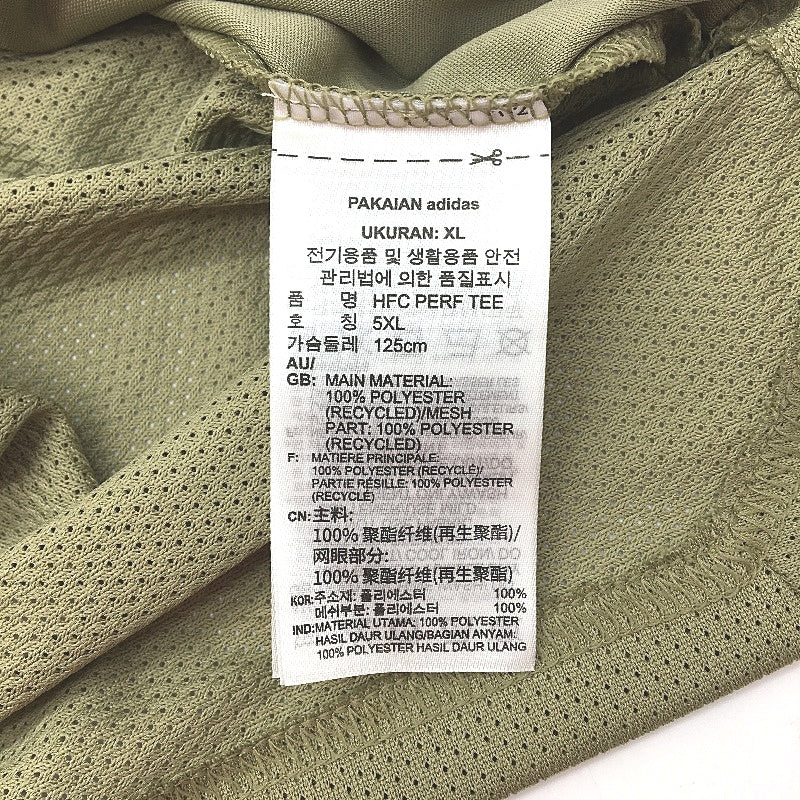 12
PAKAIAN adidas
UKURAN: XL
전기용품 및 생활용품 안전
관리법에 의한 품질표시
품 명 HFC PERF TEE
호 칭 5XL
가슴둘레 125cm
AU/
GB: MAIN MATERIAL:
100% POLYESTER
(RECYCLED)/MESH
PART: 100% POLYESTER
(RECYCLED)
F: MATIERE PRINCIPALE:
100% POLYESTER (RECYCLÉ)/
PARTIE RÉSILLE: 100% POLYESTER
(RECYCLÉ)
CN: 主料:
100% 聚酯纤维(再生聚酯)/
网眼部分:
100% 聚酯纤维(再生聚酯)
KOR: 주소재: 폴리에스터 100%
메쉬부분: 폴리에스터 100%
IND: MATERIAL UTAMA: 100% POLYESTER
HASIL DAUR ULANG/BAGIAN ANYAM:
100% POLYESTER HASIL DAUR ULANG